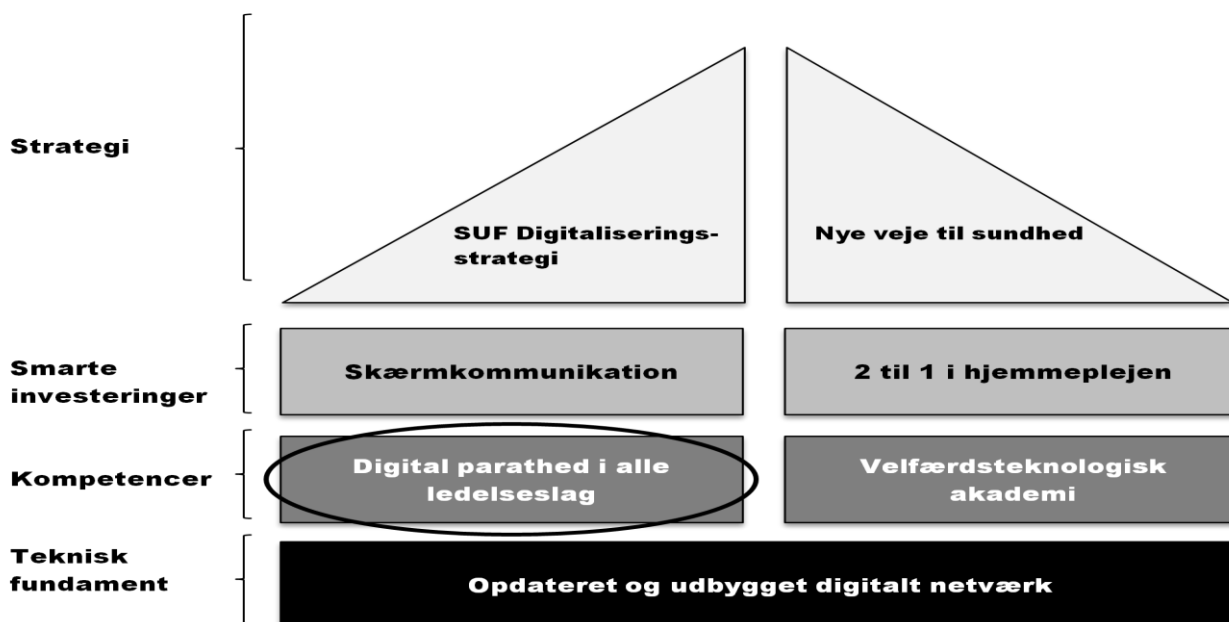 Strategi
SUF Digitaliserings-
strategi
Nye veje til sundhed
Smarte
investeringer
Skærmkommunikation
2 til 1 i hjemmeplejen
Kompetencer
Digital parathed i alle
ledelseslag
Velfærdsteknologisk
akademi
Teknisk
fundament
Opdateret og udbygget digitalt netværk